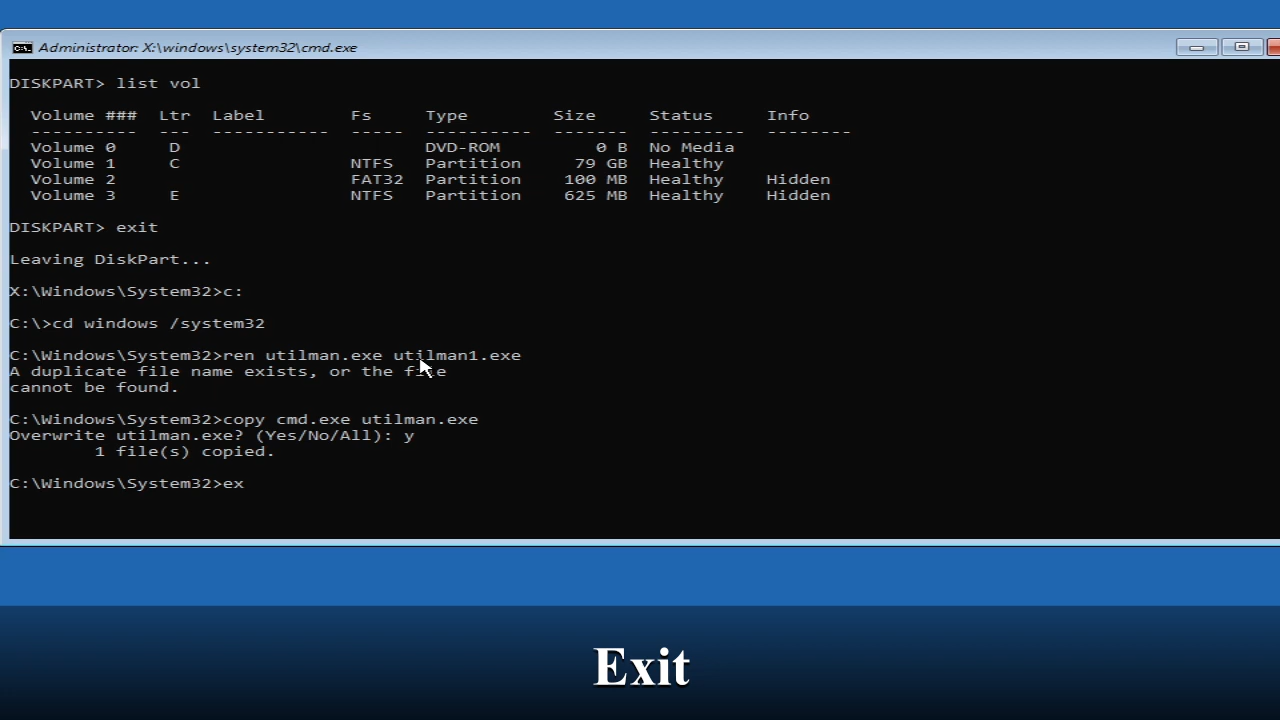 Administrator: X:\windows\system32\cmd.exe
DISKPART> list vol
Volume ### Ltr Label Fs Type Size Status Info
---------- --- ----------- ----- ---------- ------- --------- --------
Volume 0 D DVD-ROM 0 B No Media
Volume 1 C NTFS Partition 79 GB Healthy
Volume 2 FAT32 Partition 100 MB Healthy Hidden
Volume 3 E NTFS Partition 625 MB Healthy Hidden
DISKPART> exit
Leaving DiskPart...
X:\Windows\System32>c:
C:\>cd windows /system32
C:\Windows\System32>ren utilman.exe utilman1.exe
A duplicate file name exists, or the file
cannot be found.
C:\Windows\System32>copy cmd.exe utilman.exe
Overwrite utilman.exe? (Yes/No/All): y
1 file(s) copied.
C:\Windows\System32>ex
Exit